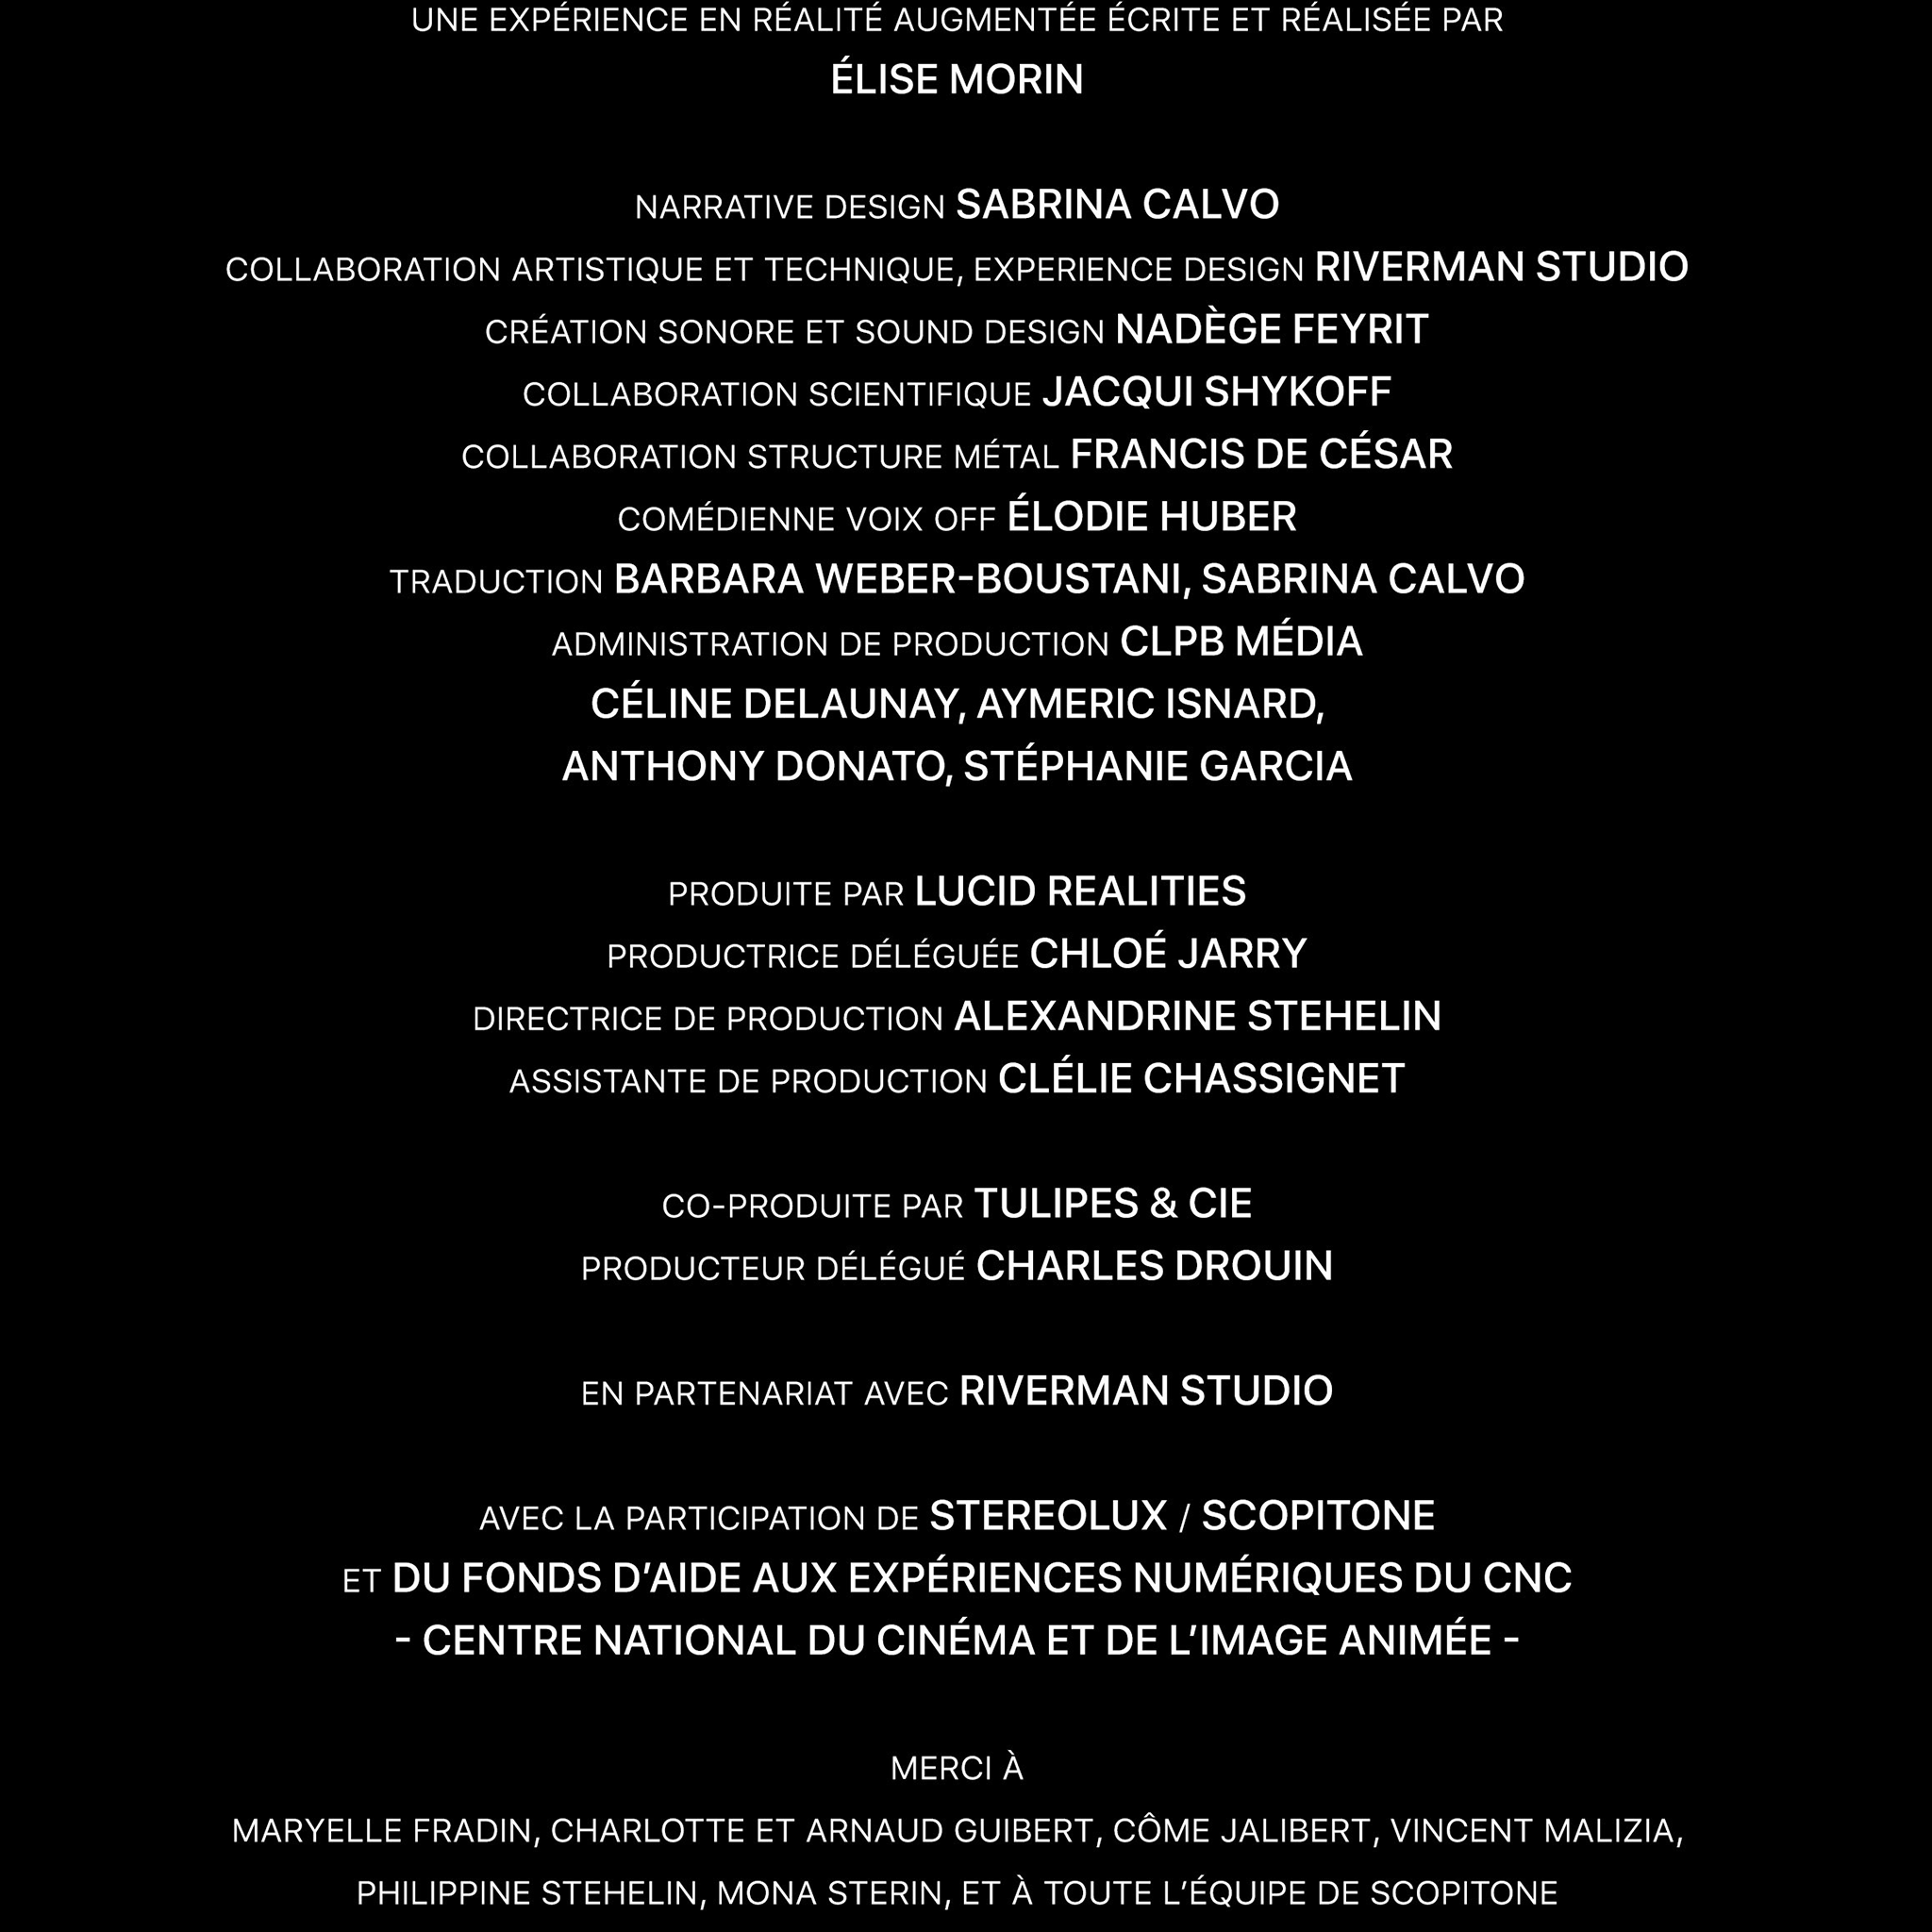 UNE EXPÉRIENCE EN RÉALITÉ AUGMENTÉE ÉCRITE ET RÉALISÉE PAR
ÉLISE MORIN
NARRATIVE DESIGN SABRINA CALVO
COLLABORATION ARTISTIQUE ET TECHNIQUE, EXPERIENCE DESIGN RIVERMAN STUDIO
CRÉATION SONORE ET SOUND DESIGN NADÈGE FEYRIT
COLLABORATION SCIENTIFIQUE JACQUI SHYKOFF
COLLABORATION STRUCTURE MÉTAL FRANCIS DE CÉSAR
COMÉDIENNE VOIX OFF ÉLODIE HUBER
TRADUCTION BARBARA WEBER-BOUSTANI, SABRINA CALVO
ADMINISTRATION DE PRODUCTION CLPB MÉDIA
CÉLINE DELAUNAY, AYMERIC ISNARD,
ANTHONY DONATO, STÉPHANIE GARCIA
PRODUITE PAR LUCID REALITIES
PRODUCTRICE DÉLÉGUÉE CHLOÉ JARRY
DIRECTRICE DE PRODUCTION ALEXANDRINE STEHELIN
ASSISTANTE DE PRODUCTION CLÉLIE CHASSIGNET
CO-PRODUITE PAR TULIPES & CIE
PRODUCTEUR DÉLÉGUÉ CHARLES DROUIN
EN PARTENARIAT AVEC RIVERMAN STUDIO
AVEC LA PARTICIPATION DE STEREOLUX / SCOPITONE
ET DU FONDS D’AIDE AUX EXPÉRIENCES NUMÉRIQUES DU CNC
- CENTRE NATIONAL DU CINÉMA ET DE L’IMAGE ANIMÉE -
MERCI À
MARYELLE FRADIN, CHARLOTTE ET ARNAUD GUIBERT, CÔME JALIBERT, VINCENT MALIZIA,
PHILIPPINE STEHELIN, MONA STERIN, ET À TOUTE L’ÉQUIPE DE SCOPITONE